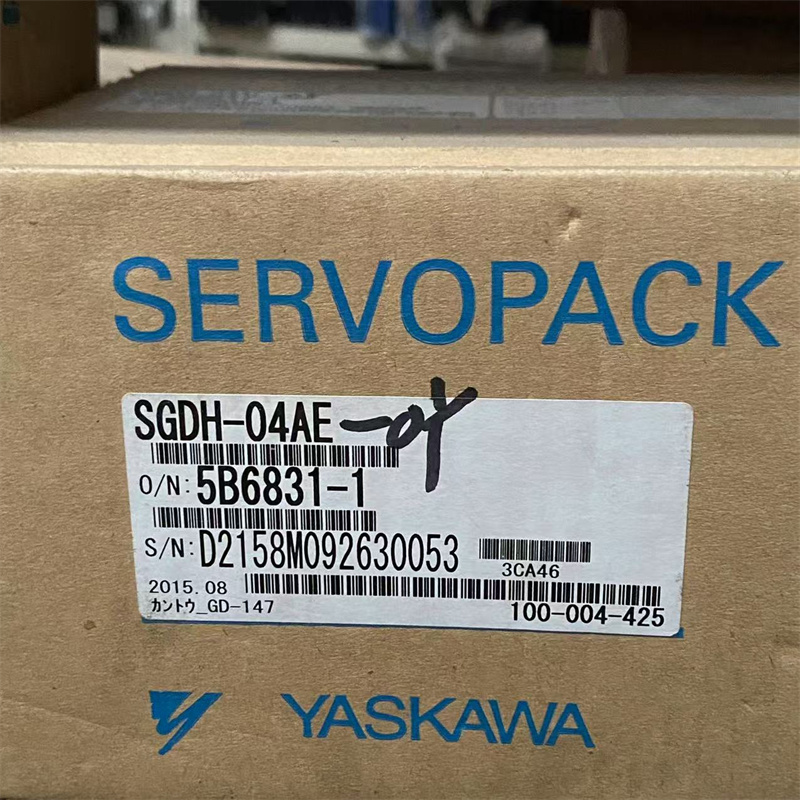 SERVOPACK
SGDH-04AE-OY
O/N: 5B6831-1
S/N: D2158M092630053
3CA46
2015.08
カントウ_GD-147
100-004-425
YASKAWA